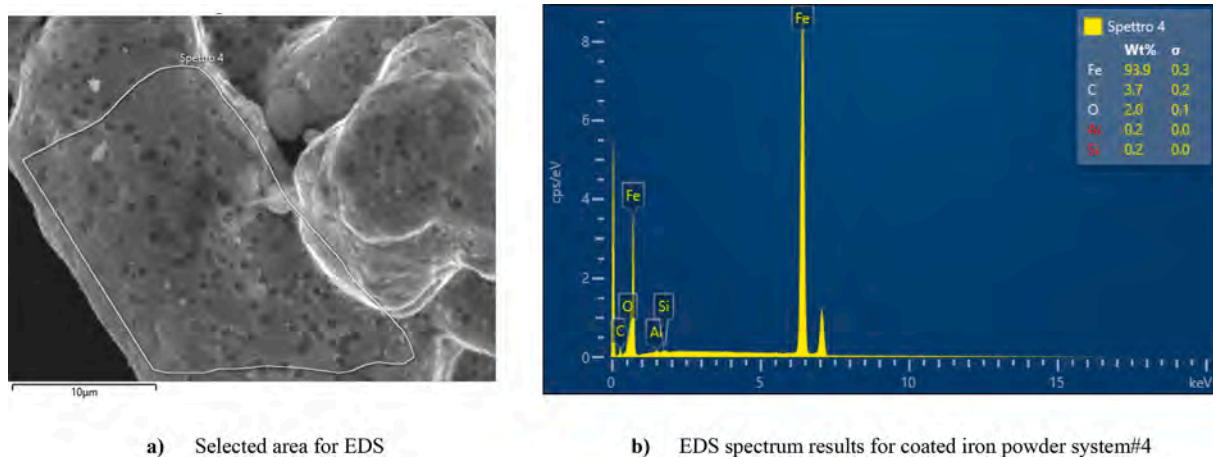 Spettro 4
10µm
a) Selected area for EDS
cps/eV
8
6
4
2
0
0 5 10 15 keV
Fe
Fe
O
Si
C
Al
Spettro 4
Wt% σ
Fe 93.9 0.3
C 3.7 0.2
O 2.0 0.1
Al 0.2 0.0
Si 0.2 0.0
b) EDS spectrum results for coated iron powder system#4